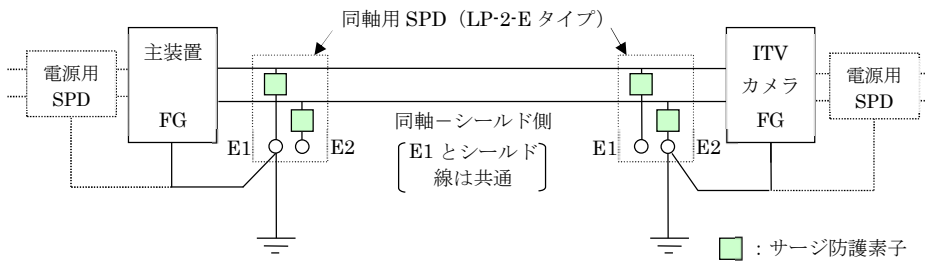 同軸用 SPD（LP-2-E タイプ）
電源用
SPD
主装置
FG
E1
E2
同軸－シールド側
E1 とシールド
線は共通
E1
E2
ITV
カメラ
FG
電源用
SPD
：サージ防護素子